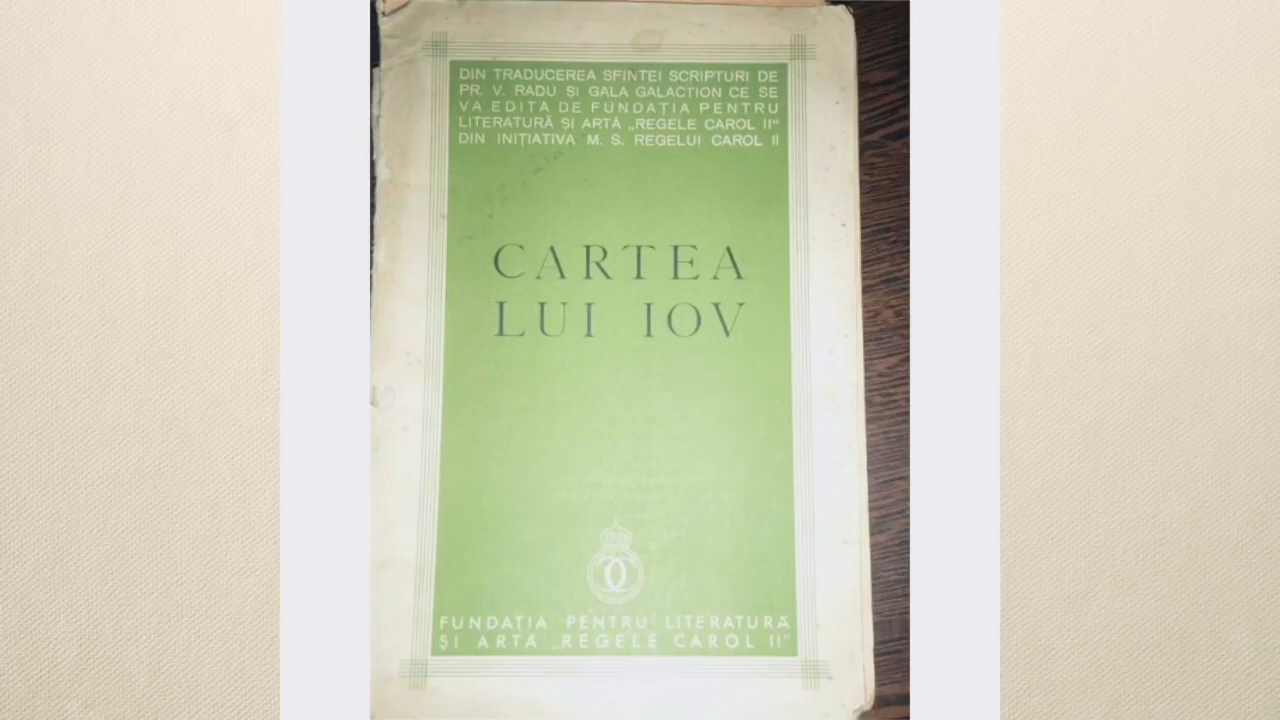 DIN TRADUCEREA SFINTEI SCRIPTURI DE
PR. V. RADU ȘI GALA GALACTION CE SE
VA EDITA DE FUNDAȚIA PENTRU
LITERATURĂ ȘI ARTĂ „REGELE CAROL II“
DIN INIȚIATIVA M. S. REGELUI CAROL II
CARTEA
LUI IOV
FUNDAȚIA PENTRU LITERATURĂ
ȘI ARTĂ „REGELE CAROL II"